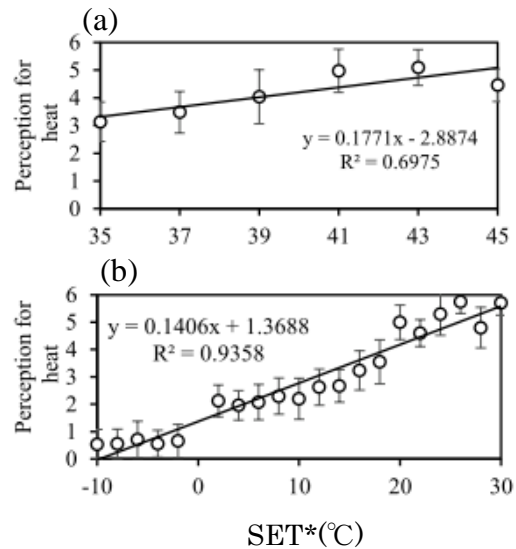 (a)
Perception for
heat
6
5
4
3
2
1
0
y = 0.1771x - 2.8874
R² = 0.6975
35 37 39 41 43 45
(b)
Perception for
heat
6
5
4
3
2
1
0
y = 0.1406x + 1.3688
R² = 0.9358
-10 0 10 20 30
SET*(℃)